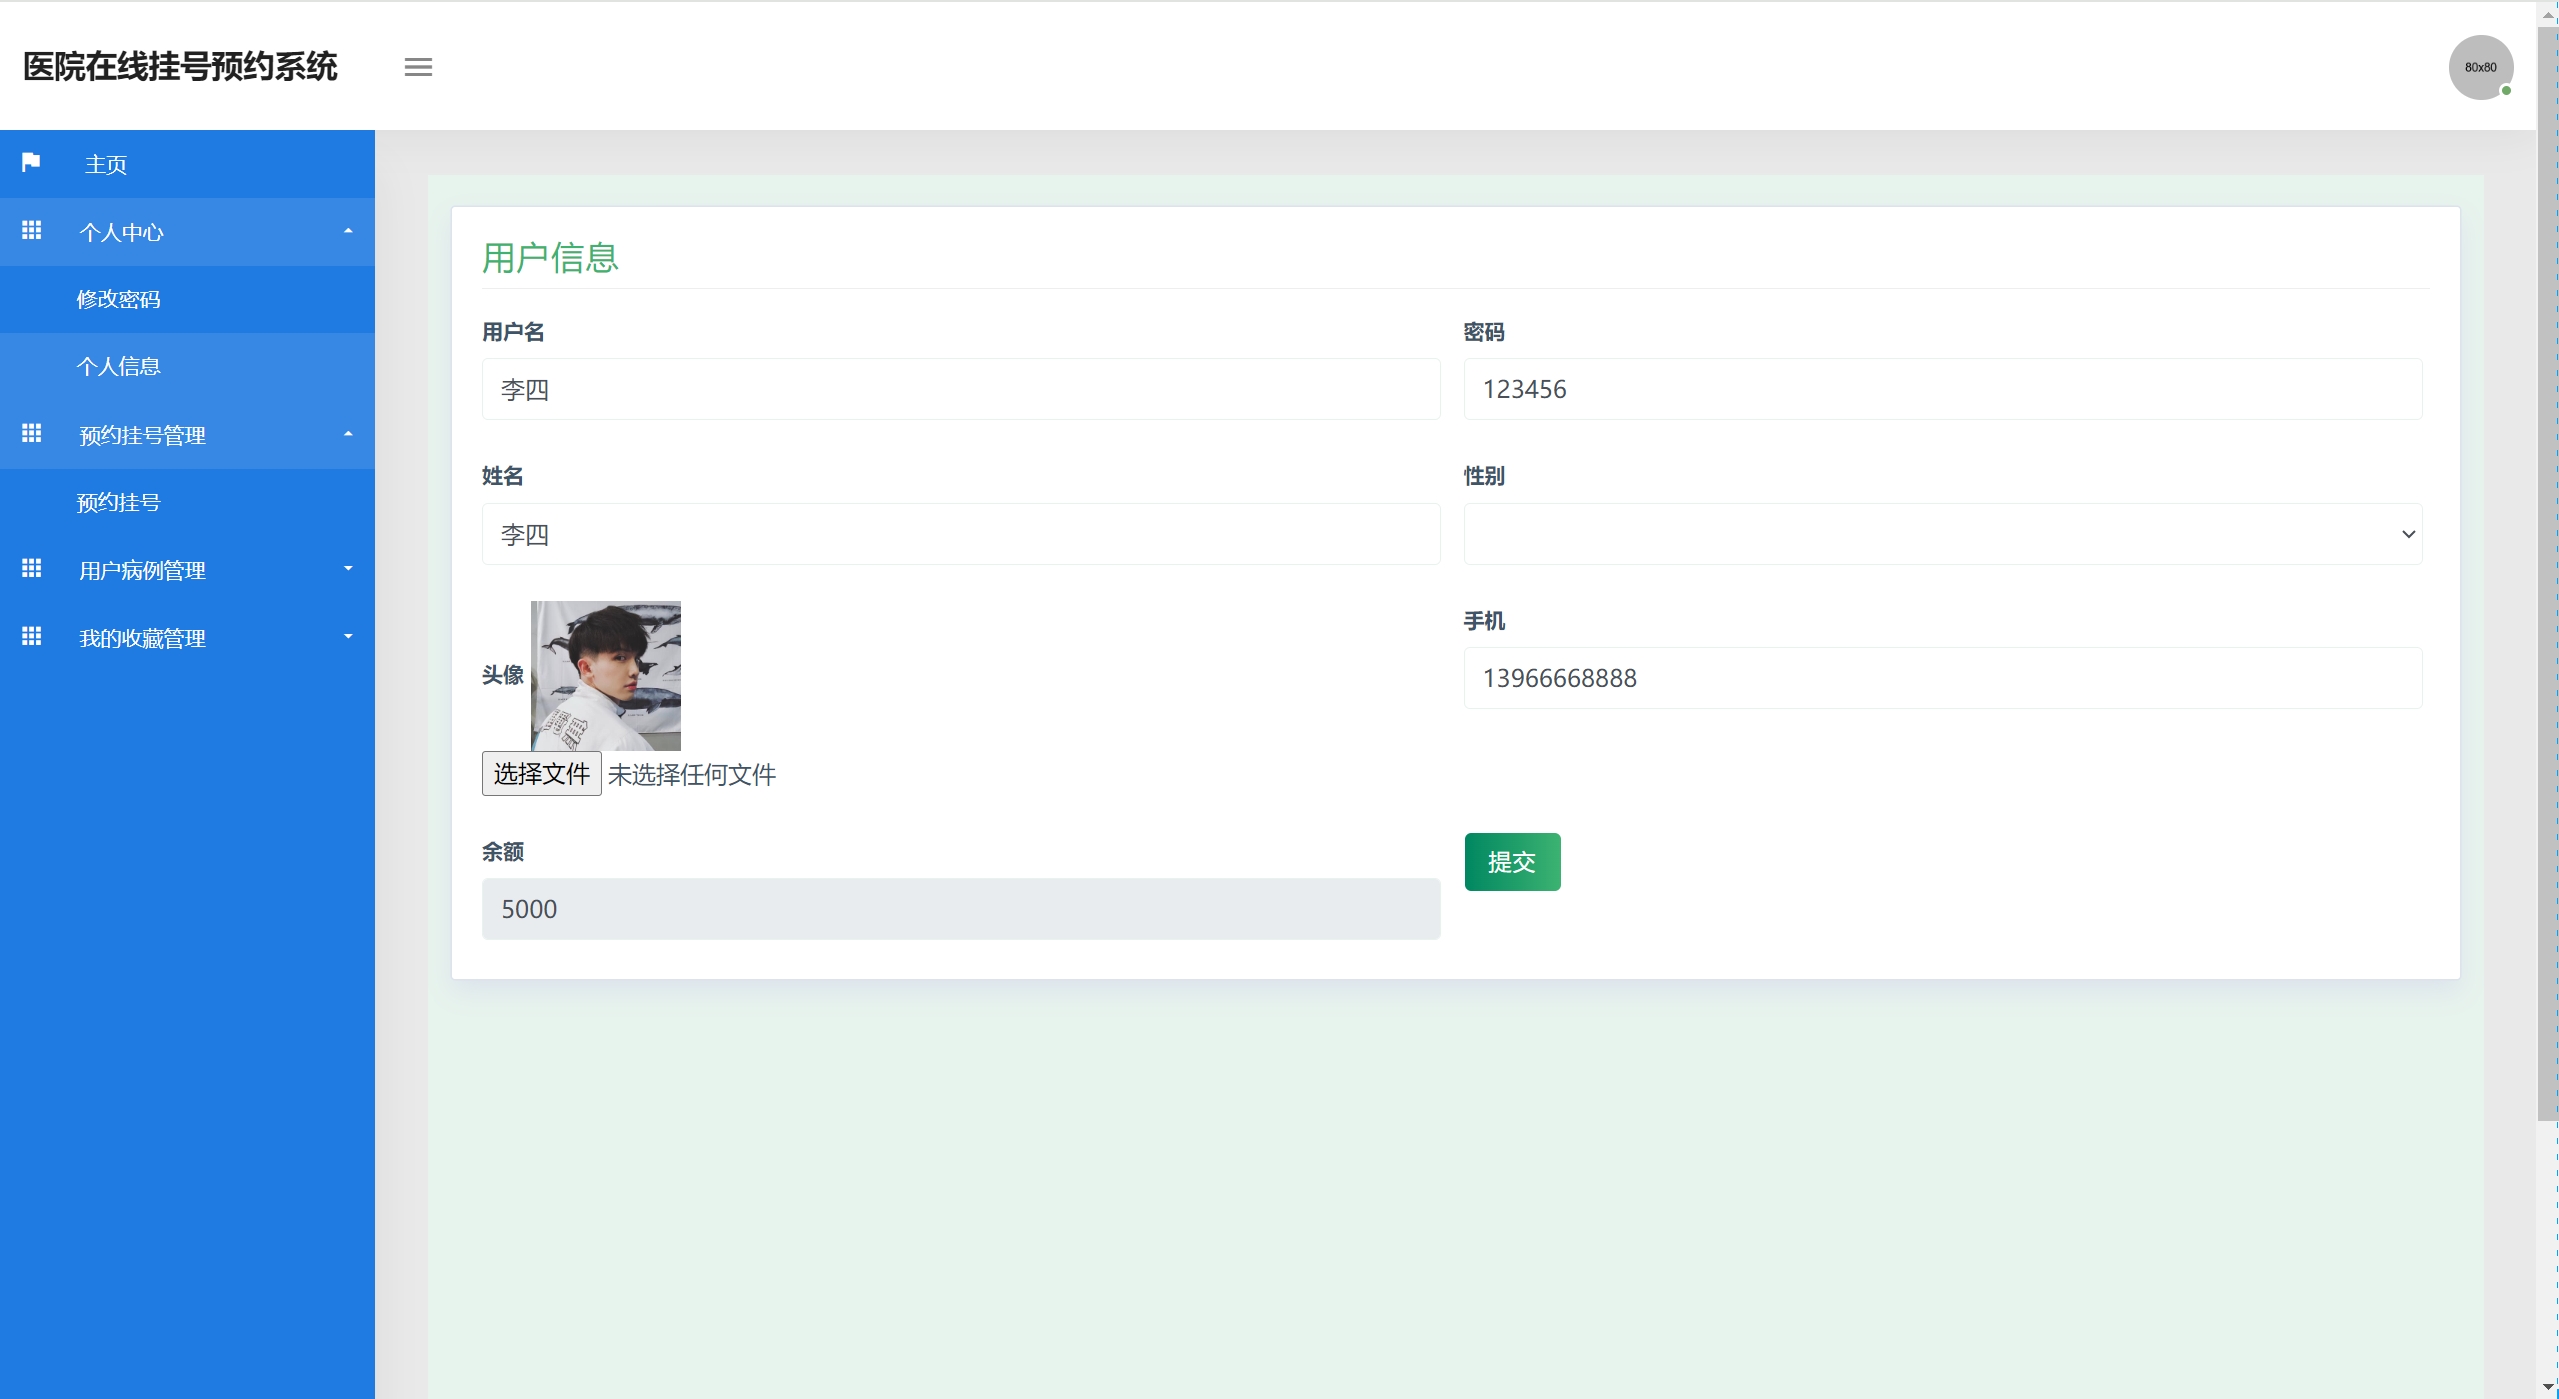 医院在线挂号预约系统
80x80
主页
个人中心
修改密码
个人信息
预约挂号管理
预约挂号
用户病例管理
我的收藏管理
用户信息
用户名
李四
密码
123456
姓名
李四
性别
头像
选择文件 未选择任何文件
手机
13966668888
余额
5000
提交